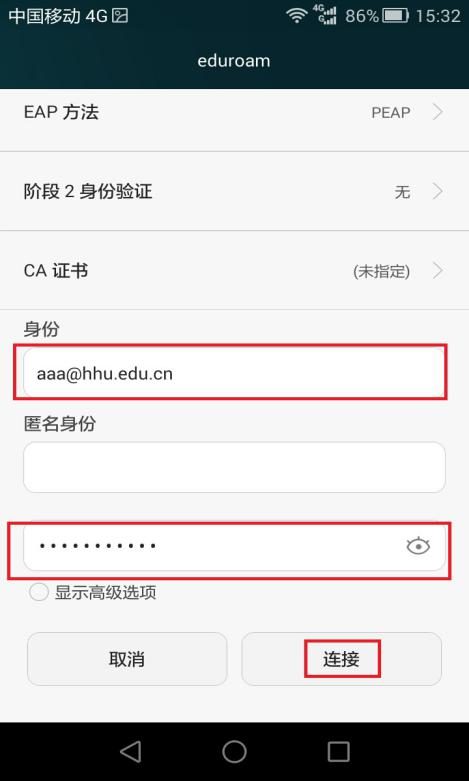 中国移动 4G 4G G 86% 15:32
eduroam
EAP 方法 PEAP
阶段 2 身份验证 无
CA 证书 (未指定)
身份
aaa@hhu.edu.cn
匿名身份
•••••••••••
显示高级选项
取消 连接